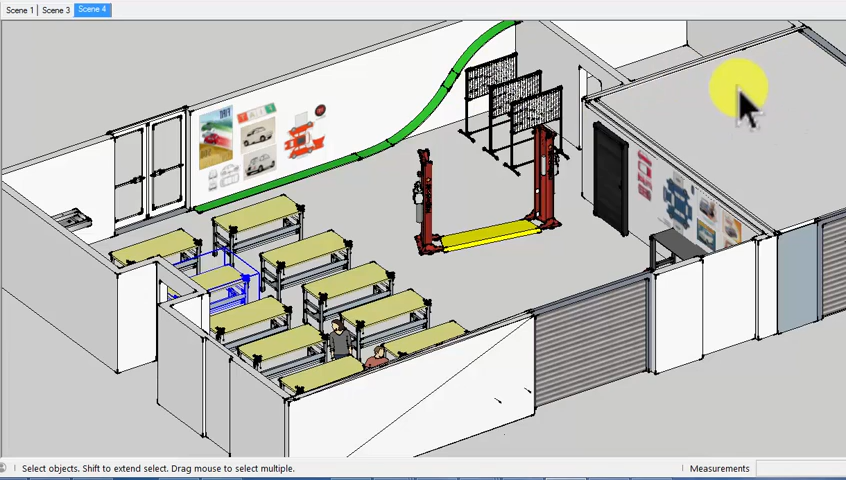 Scene 1 Scene 3 Scene 4
Select objects. Shift to extend select. Drag mouse to select multiple. Measurements